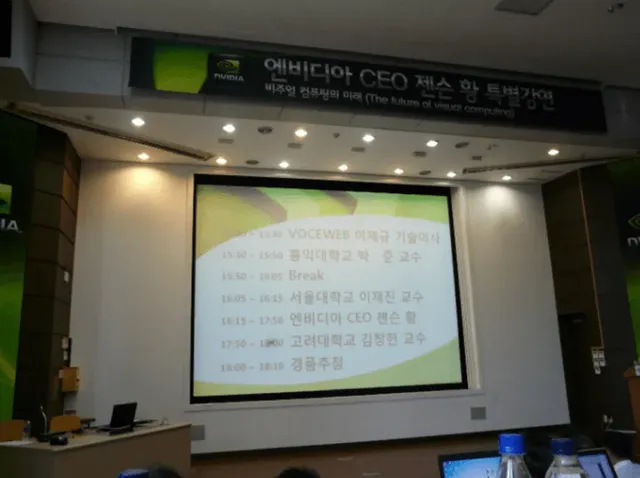 NVIDIA
엔비디아 CEO 젠슨 황 특별강연
비주얼 컴퓨팅의 미래 (The future of visual computing)
VOCEWEB 이제규 기술이사
15:30 - 15:50 홍익대학교 박 준 교수
15:50 - 16:05 Break
16:05 - 16:15 서울대학교 이제진 교수
16:15 - 17:50 엔비디아 CEO 젠슨 황
17:50 - 18:00 고려대학교 김창헌 교수
18:00 - 18:10 경품추첨